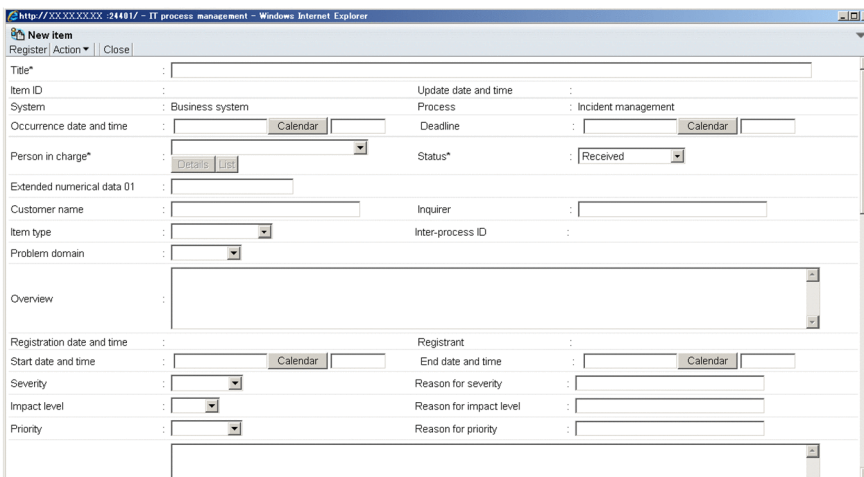 http://XX.XX.XX.XX :24401/ - IT process management - Windows Internet Explorer
New item
Register Action Close
Title* :
Item ID : Update date and time :
System : Business system Process : Incident management
Occurrence date and time : Calendar Deadline : Calendar
Person in charge* : Details List Status* : Received
Extended numerical data 01 :
Customer name : Inquirer :
Item type : Inter-process ID :
Problem domain :
Overview :
Registration date and time : Registrant :
Start date and time : Calendar End date and time : Calendar
Severity : Reason for severity :
Impact level : Reason for impact level :
Priority : Reason for priority :